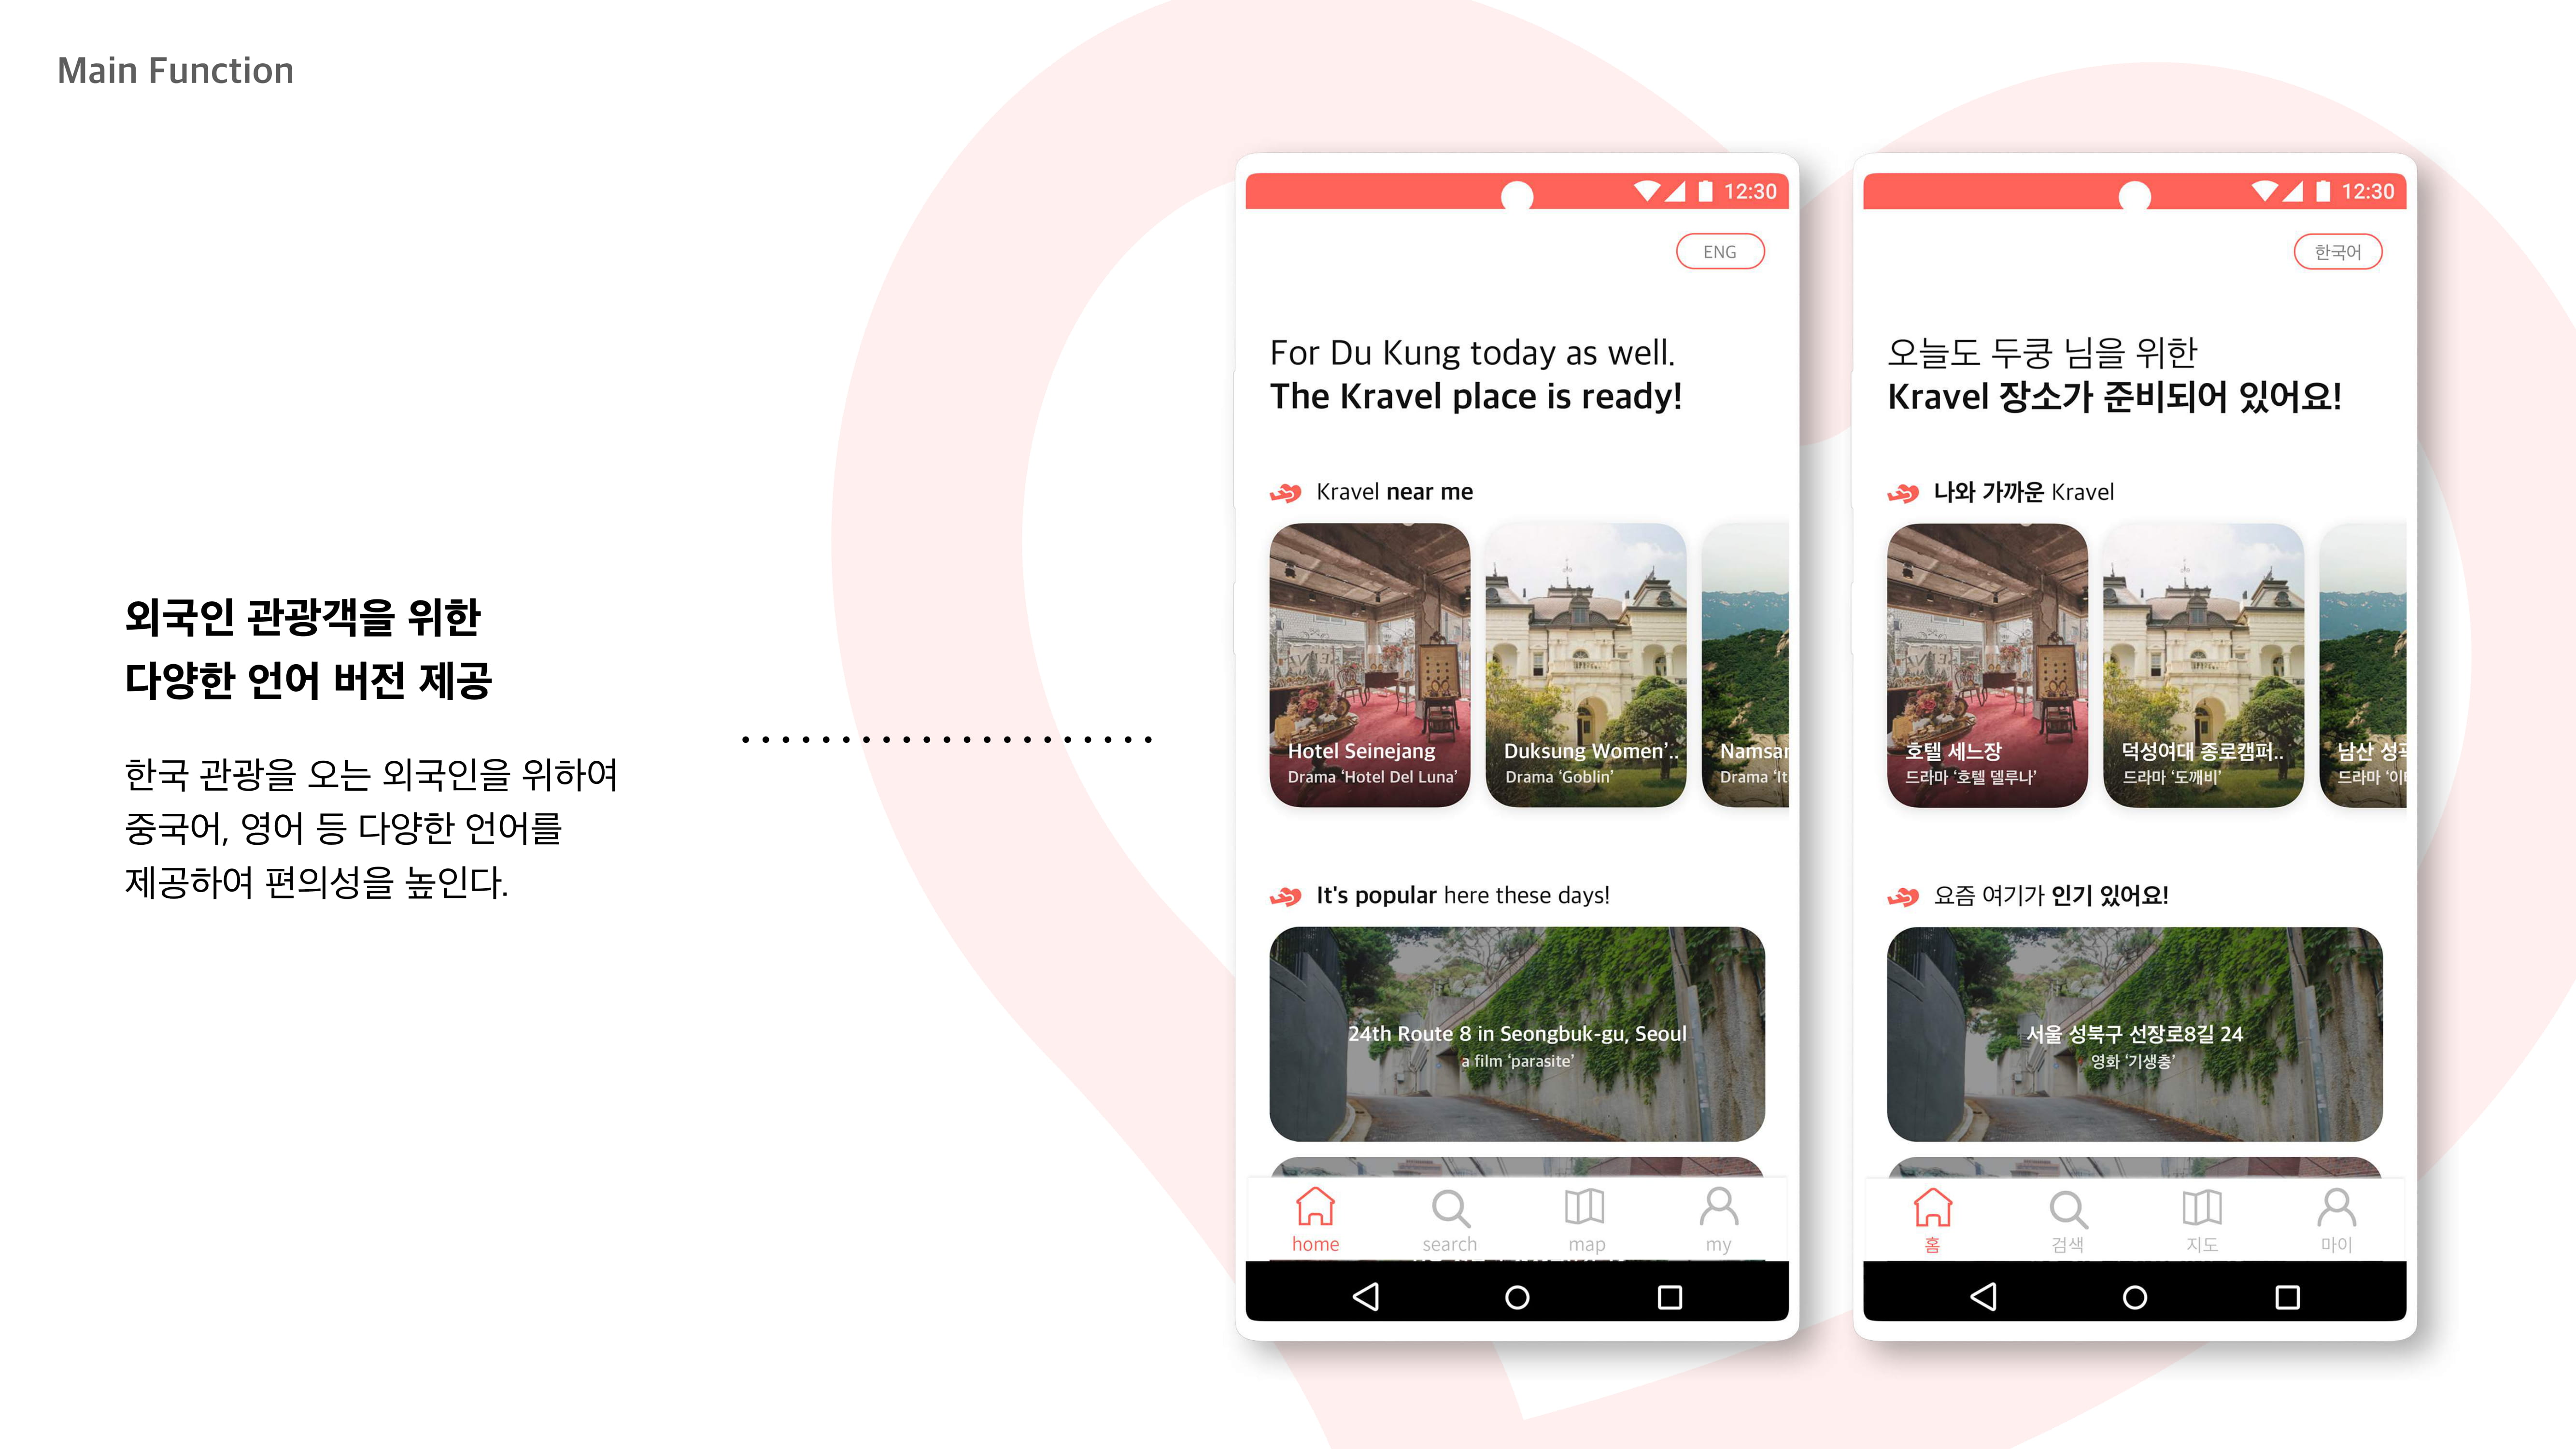 Main Function
외국인 관광객을 위한
다양한 언어 버전 제공
한국 관광을 오는 외국인을 위하여
중국어, 영어 등 다양한 언어를
제공하여 편의성을 높인다.
12:30
ENG
For Du Kung today as well.
The Kravel place is ready!
Kravel near me
Hotel Seinejang
Drama ‘Hotel Del Luna’
Duksung Women’..
Drama ‘Goblin’
Namsan
Drama ‘It
It's popular here these days!
24th Route 8 in Seongbuk-gu, Seoul
a film ‘parasite’
home
search
map
my
12:30
한국어
오늘도 두쿵 님을 위한
Kravel 장소가 준비되어 있어요!
나와 가까운 Kravel
호텔 세느장
드라마 ‘호텔 델루나’
덕성여대 종로캠퍼..
드라마 ‘도깨비’
남산 성곽
드라마 ‘이
요즘 여기가 인기 있어요!
서울 성북구 선장로8길 24
영화 ‘기생충’
홈
검색
지도
마이